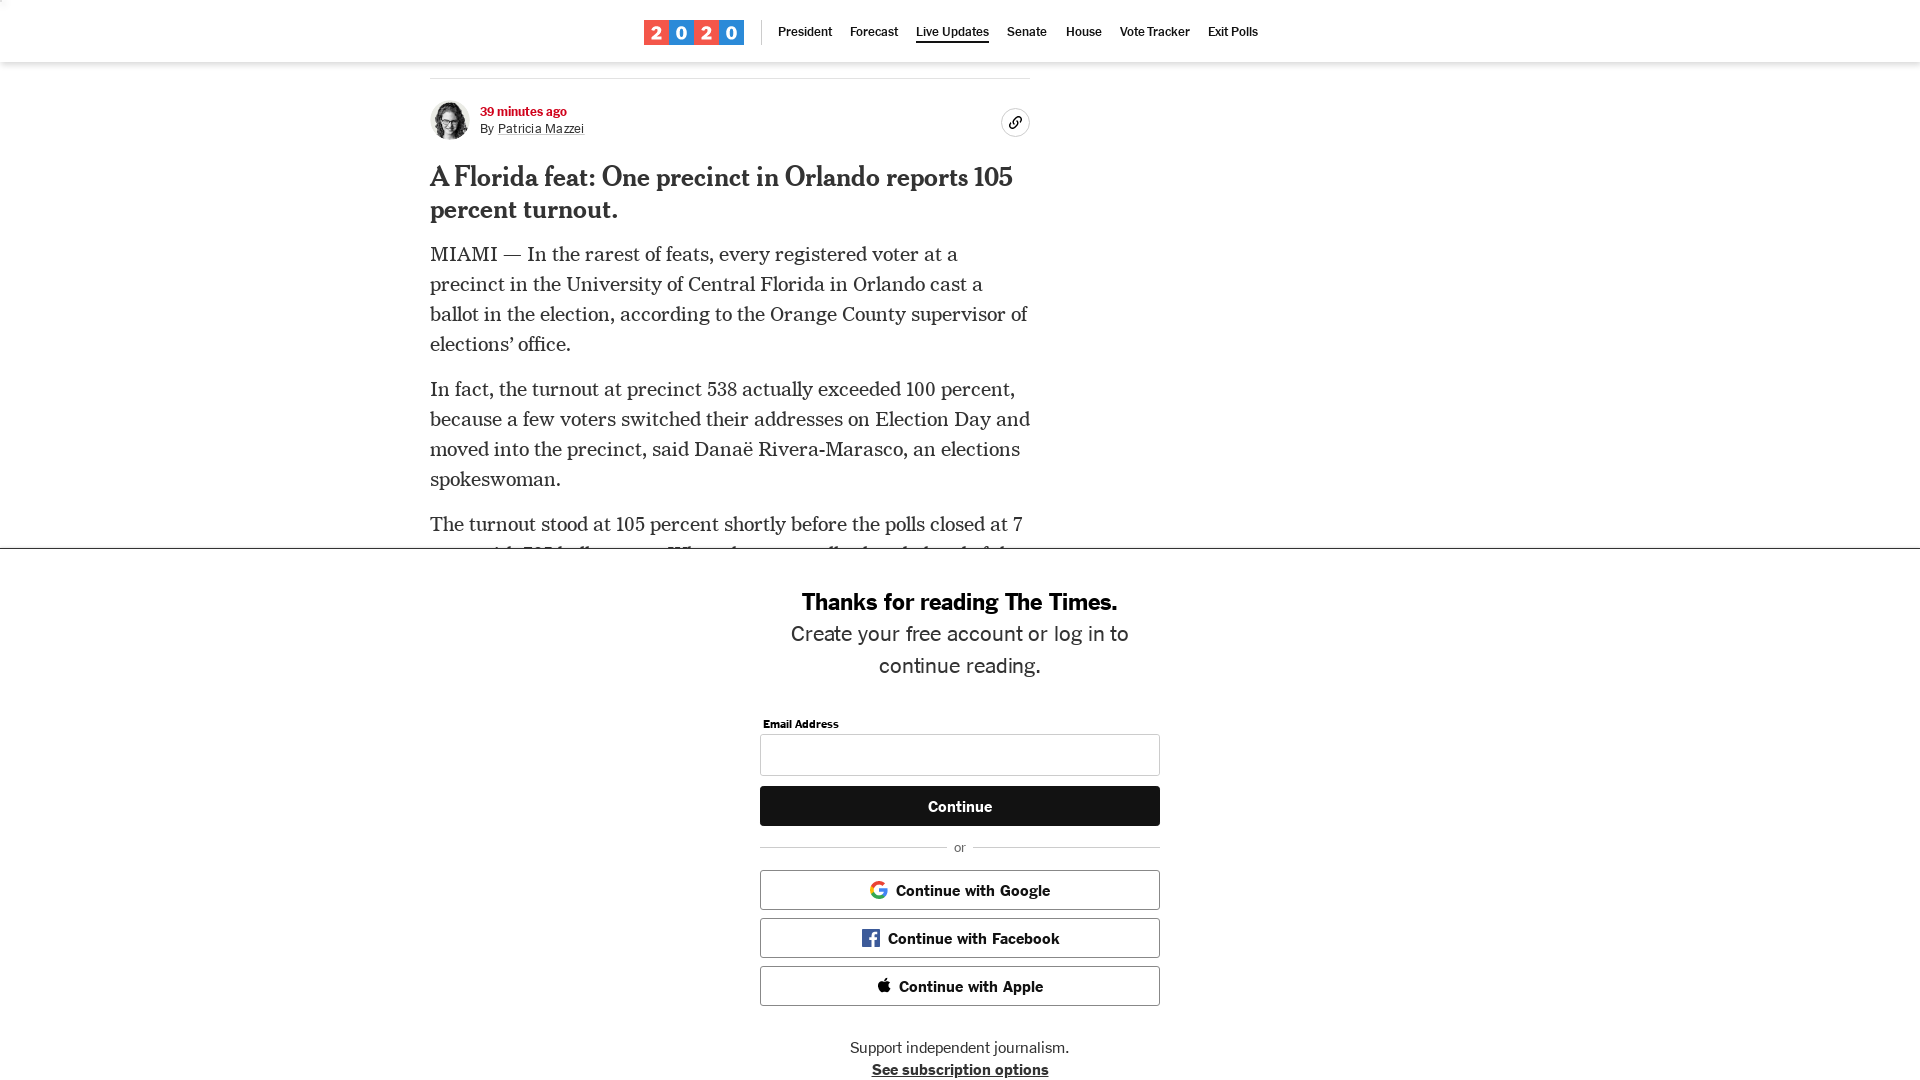 2020 President Forecast Live Updates Senate House Vote Tracker Exit Polls
39 minutes ago
By Patricia Mazzei
A Florida feat: One precinct in Orlando reports 105
percent turnout.
MIAMI — In the rarest of feats, every registered voter at a
precinct in the University of Central Florida in Orlando cast a
ballot in the election, according to the Orange County supervisor of
elections’ office.
In fact, the turnout at precinct 538 actually exceeded 100 percent,
because a few voters switched their addresses on Election Day and
moved into the precinct, said Danaë Rivera-Marasco, an elections
spokeswoman.
The turnout stood at 105 percent shortly before the polls closed at 7
Thanks for reading The Times.
Create your free account or log in to
continue reading.
Email Address
Continue
or
Continue with Google
Continue with Facebook
Continue with Apple
Support independent journalism.
See subscription options